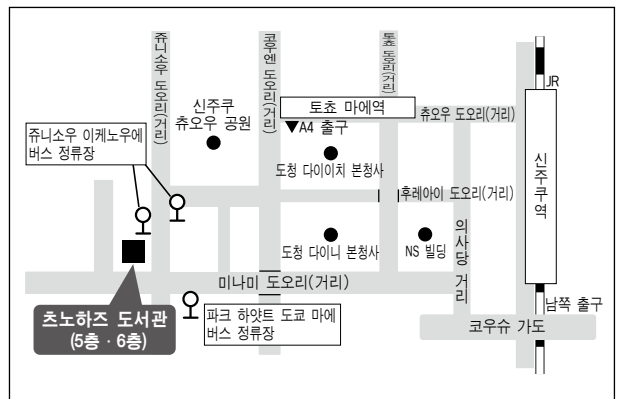 쥬니소우 도오리(거리)
코우엔 도오리(거리)
토쵸 도오리(거리)
JR
신주쿠
츄오우 공원
토쵸 마에역
▼A4 출구
츄오우 도오리(거리)
쥬니소우 이케노우에
버스 정류장
도청 다이이치 본청사
후레아이 도오리(거리)
신주쿠역
도청 다이니 본청사
NS 빌딩
의사당 거리
미나미 도오리(거리)
츠노하즈 도서관
(5층 · 6층)
파크 하얏트 도쿄 마에
버스 정류장
남쪽 출구
코우슈 가도